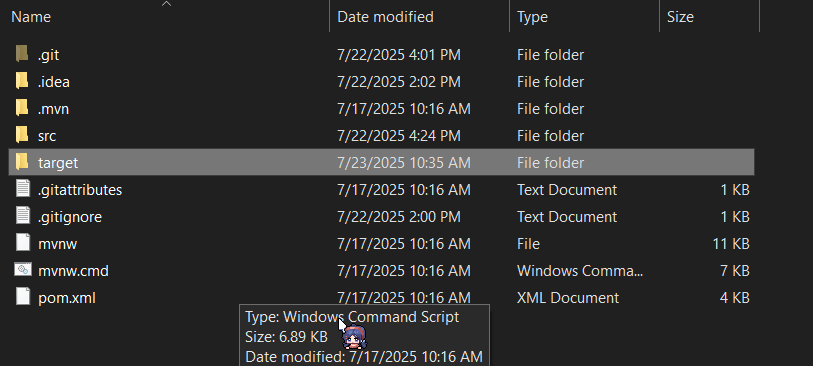 Name Date modified Type Size
.git 7/22/2025 4:01 PM File folder
.idea 7/22/2025 2:02 PM File folder
.mvn 7/17/2025 10:16 AM File folder
src 7/22/2025 4:24 PM File folder
target 7/23/2025 10:35 AM File folder
.gitattributes 7/17/2025 10:16 AM Text Document 1 KB
.gitignore 7/22/2025 2:00 PM Text Document 1 KB
mvnw 7/17/2025 10:16 AM File 11 KB
mvnw.cmd 7/17/2025 10:16 AM Windows Comma... 7 KB
pom.xml 7/17/2025 10:16 AM XML Document 4 KB
Type: Windows Command Script
Size: 6.89 KB
Date modified: 7/17/2025 10:16 AM